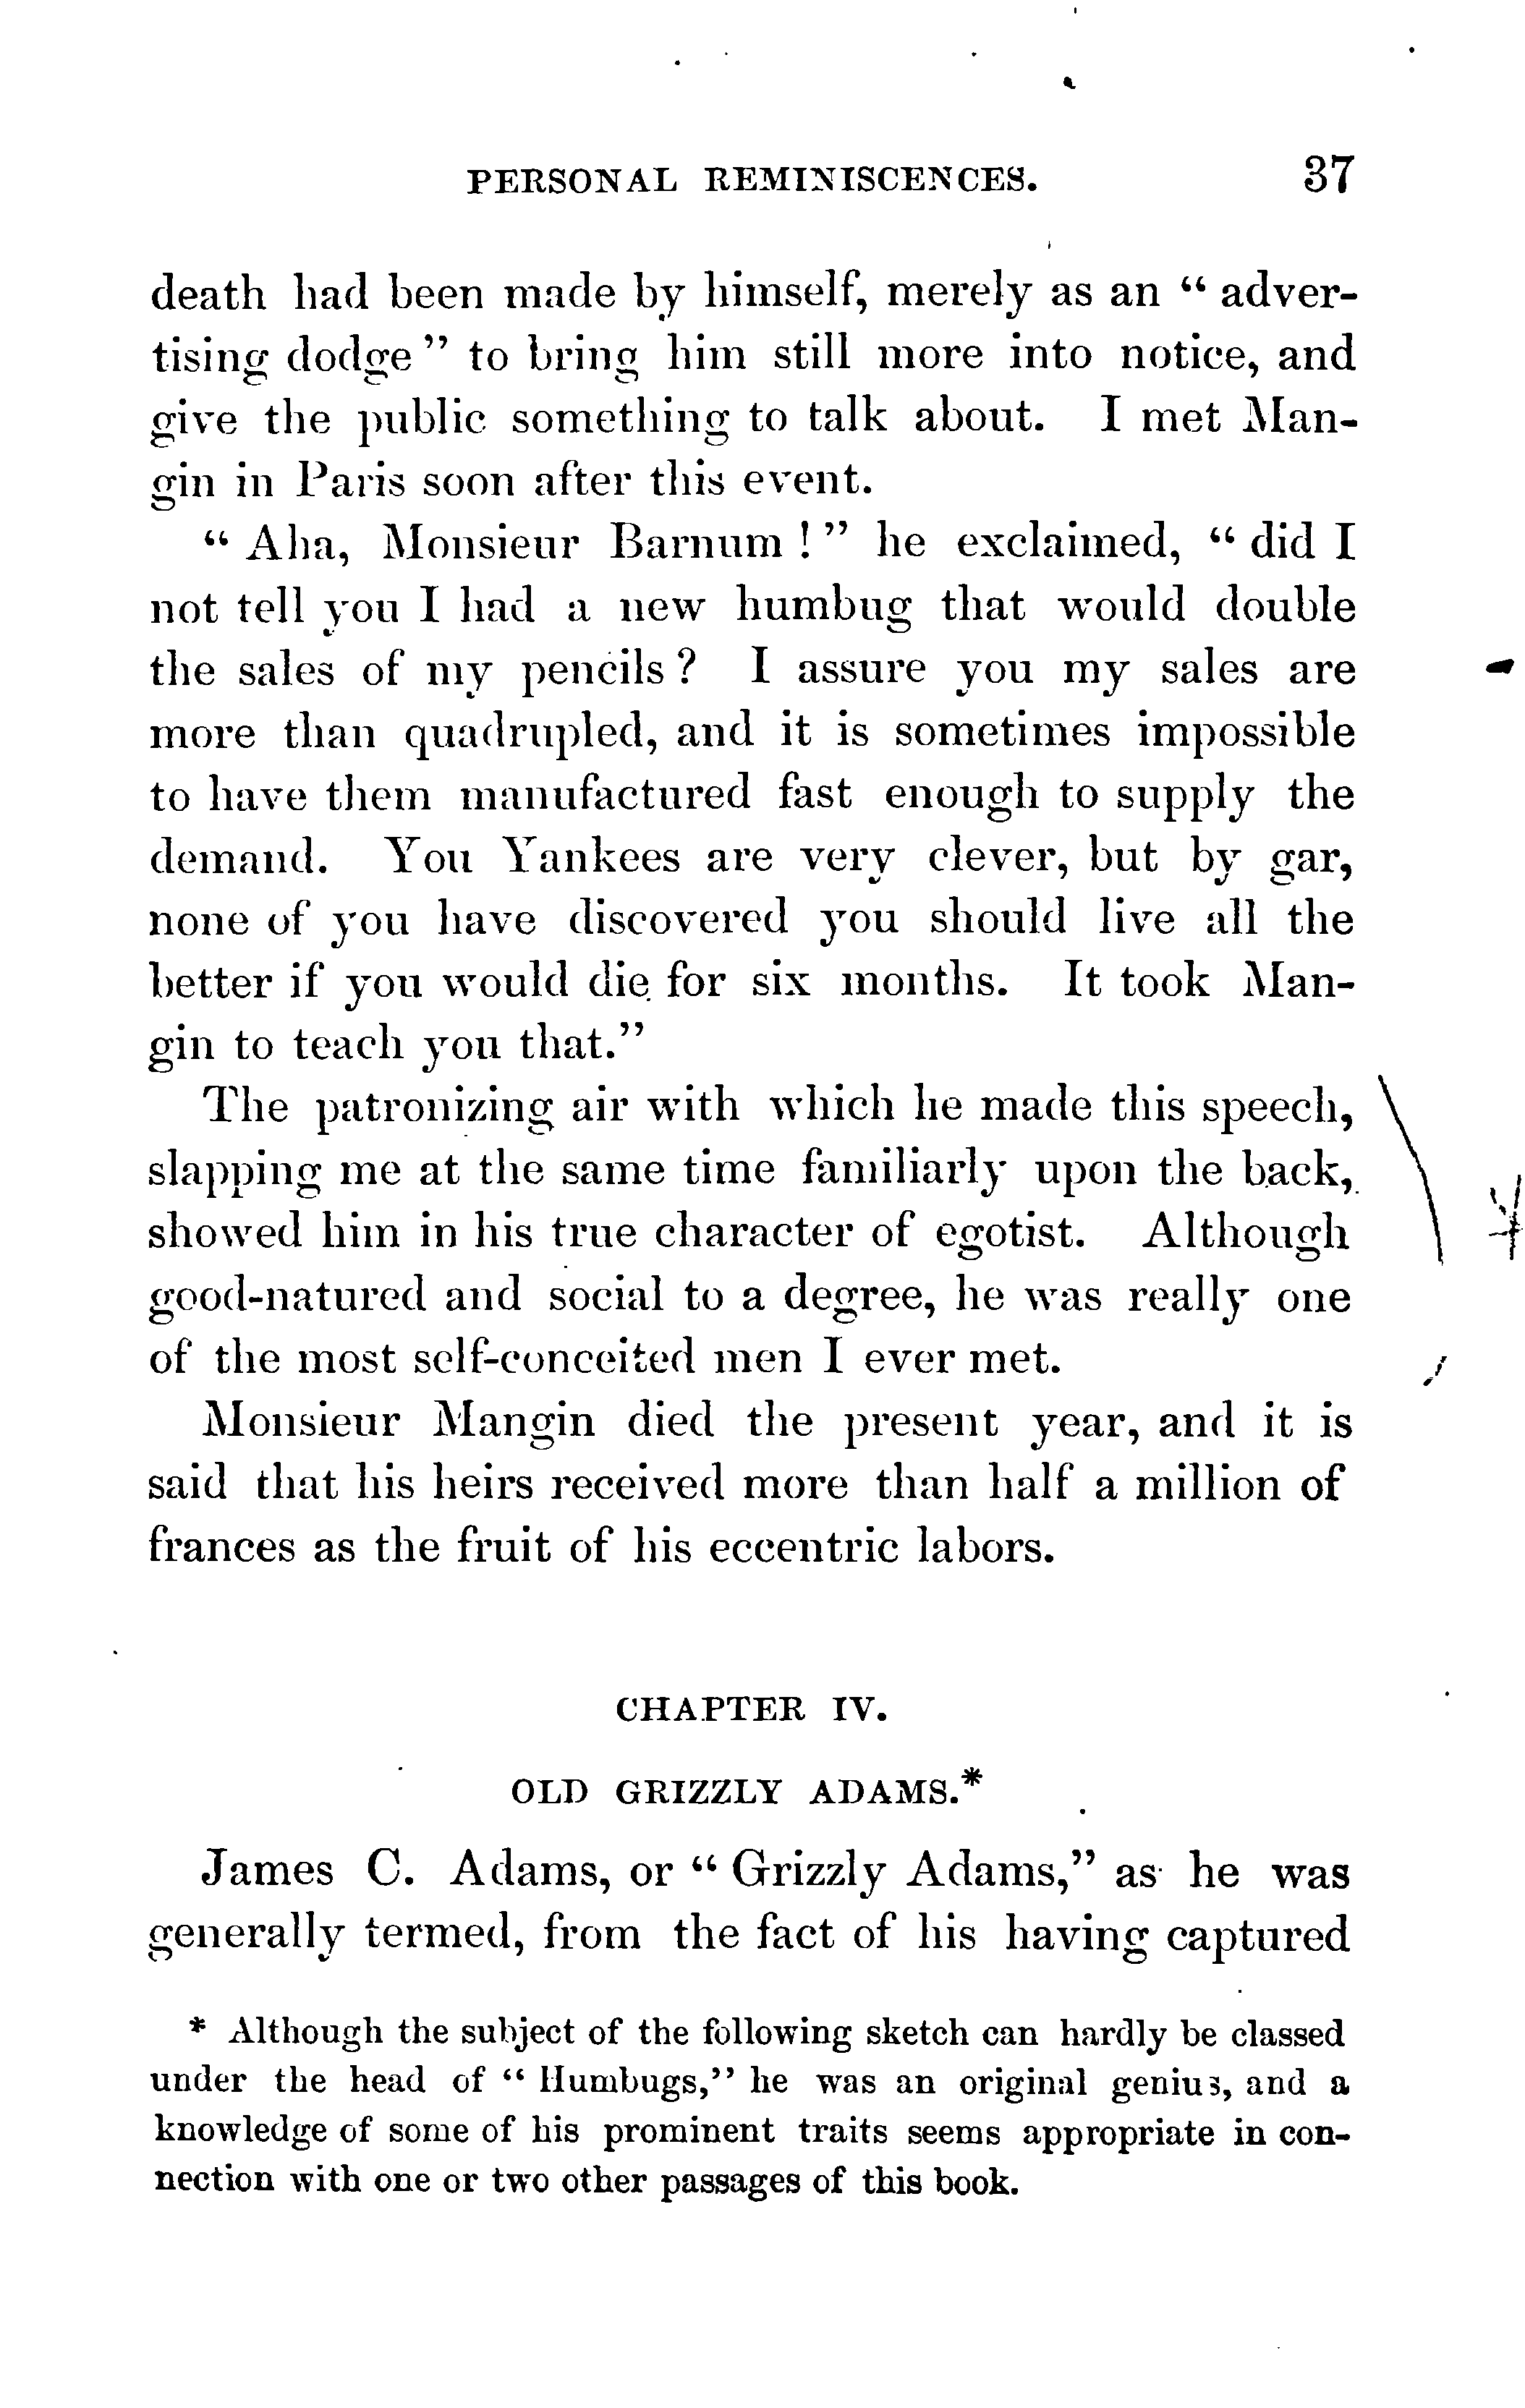 PERSONAL REMINISCENCES. 37
death had been made by himself, merely as an “ adver-
tising dodge ” to bring him still more into notice, and
give the public something to talk about. I met Man-
gin in Paris soon after this event.
“ Aha, Monsieur Barnum ! ” he exclaimed, “ did I
not tell you I had a new humbug that would double
the sales of my pencils ? I assure you my sales are
more than quadrupled, and it is sometimes impossible
to have them manufactured fast enough to supply the
demand. You Yankees are very clever, but by gar,
none of you have discovered you should live all the
better if you would die for six months. It took Man-
gin to teach you that.”
The patronizing air with which he made this speech,
slapping me at the same time familiarly upon the back,
showed him in his true character of egotist. Although
good-natured and social to a degree, he was really one
of the most self-conceited men I ever met.
Monsieur Mangin died the present year, and it is
said that his heirs received more than half a million of
frances as the fruit of his eccentric labors.
CHAPTER IV.
OLD GRIZZLY ADAMS.*
James C. Adams, or “ Grizzly Adams,” as he was
generally termed, from the fact of his having captured
* Although the subject of the following sketch can hardly be classed
under the head of “ Humbugs,” he was an original genius, and a
knowledge of some of his prominent traits seems appropriate in con-
nection with one or two other passages of this book.